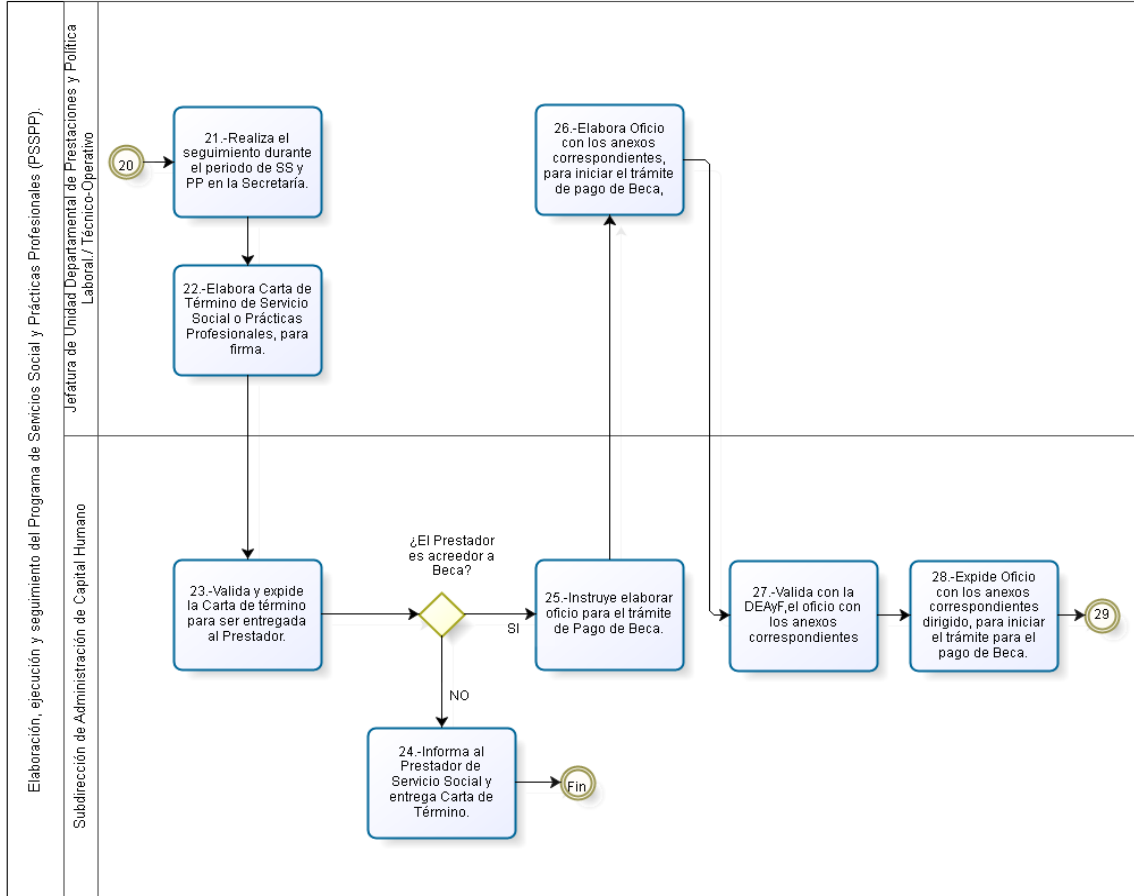 Elaboración, ejecución y seguimiento del Programa de Servicios Social y Prácticas Profesionales (PSSPP).
Jefatura de Unidad Departamental de Prestaciones y Política
Laboral./ Técnico-Operativo
20
21.-Realiza el
seguimiento durante
el periodo de SS y
PP en la Secretaría.
22.-Elabora Carta de
Término de Servicio
Social o Prácticas
Profesionales, para
firma.
26.-Elabora Oficio
con los anexos
correspondientes,
para iniciar el trámite
de pago de Beca,
Subdirección de Administración de Capital Humano
23.-Valida y expide
la Carta de término
para ser entregada
al Prestador.
¿El Prestador
es acreedor a
Beca?
SI
NO
24.-Informa al
Prestador de
Servicio Social y
entrega Carta de
Término.
Fin
25.-Instruye elaborar
oficio para el trámite
de Pago de Beca.
27.-Valida con la
DEAyF,el oficio con
los anexos
correspondientes
28.-Expide Oficio
con los anexos
correspondientes
dirigido, para iniciar
el trámite para el
pago de Beca.
29